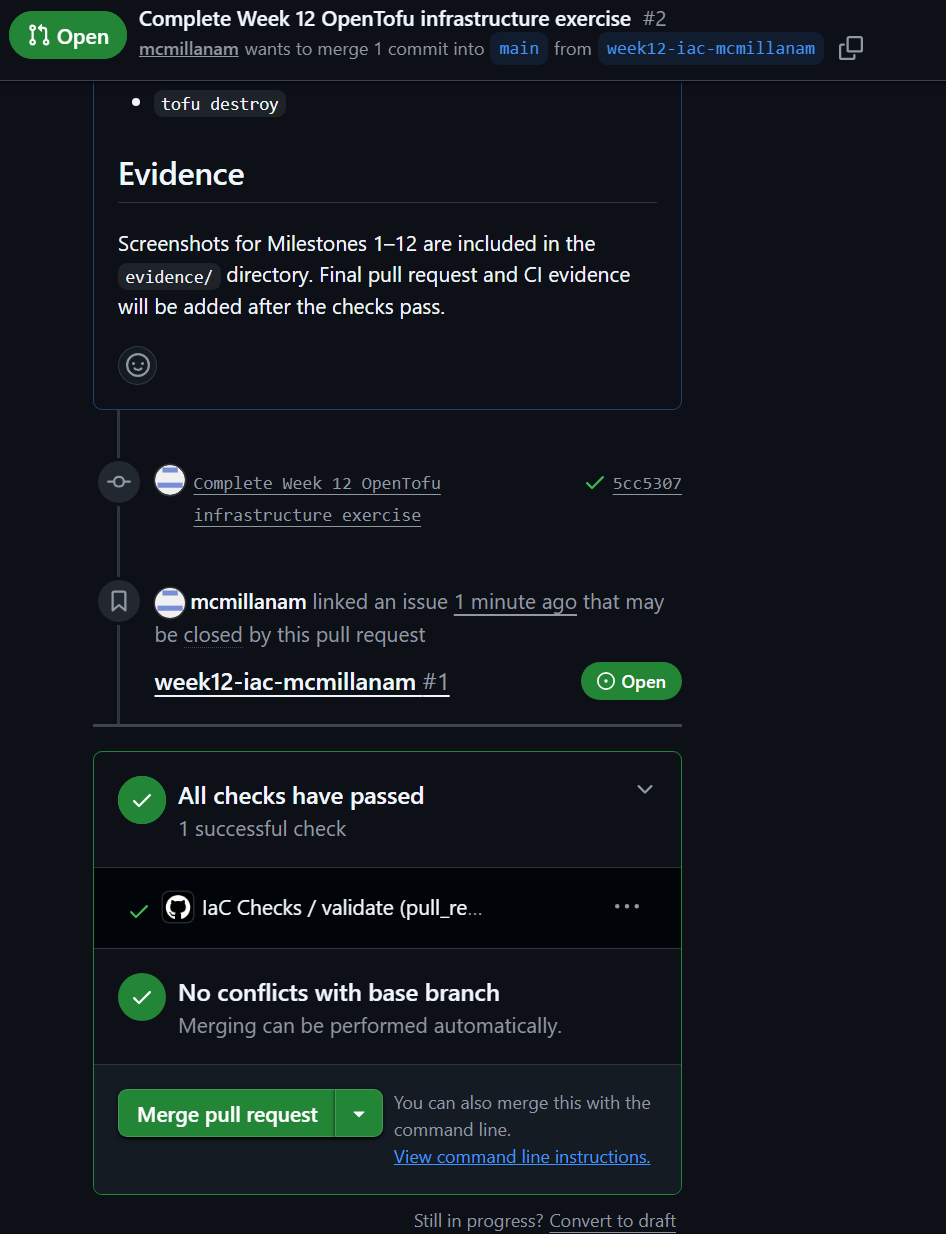 Open
Complete Week 12 OpenTofu infrastructure exercise #2
mcmillanam wants to merge 1 commit into main from week12-iac-mcmillanam
tofu destroy
Evidence
Screenshots for Milestones 1–12 are included in the
evidence/ directory. Final pull request and CI evidence
will be added after the checks pass.
Complete Week 12 OpenTofu
infrastructure exercise
5cc5307
mcmillanam linked an issue 1 minute ago that may
be closed by this pull request
week12-iac-mcmillanam #1
Open
All checks have passed
1 successful check
IaC Checks / validate (pull_re...
No conflicts with base branch
Merging can be performed automatically.
Merge pull request
You can also merge this with the
command line.
View command line instructions.
Still in progress? Convert to draft